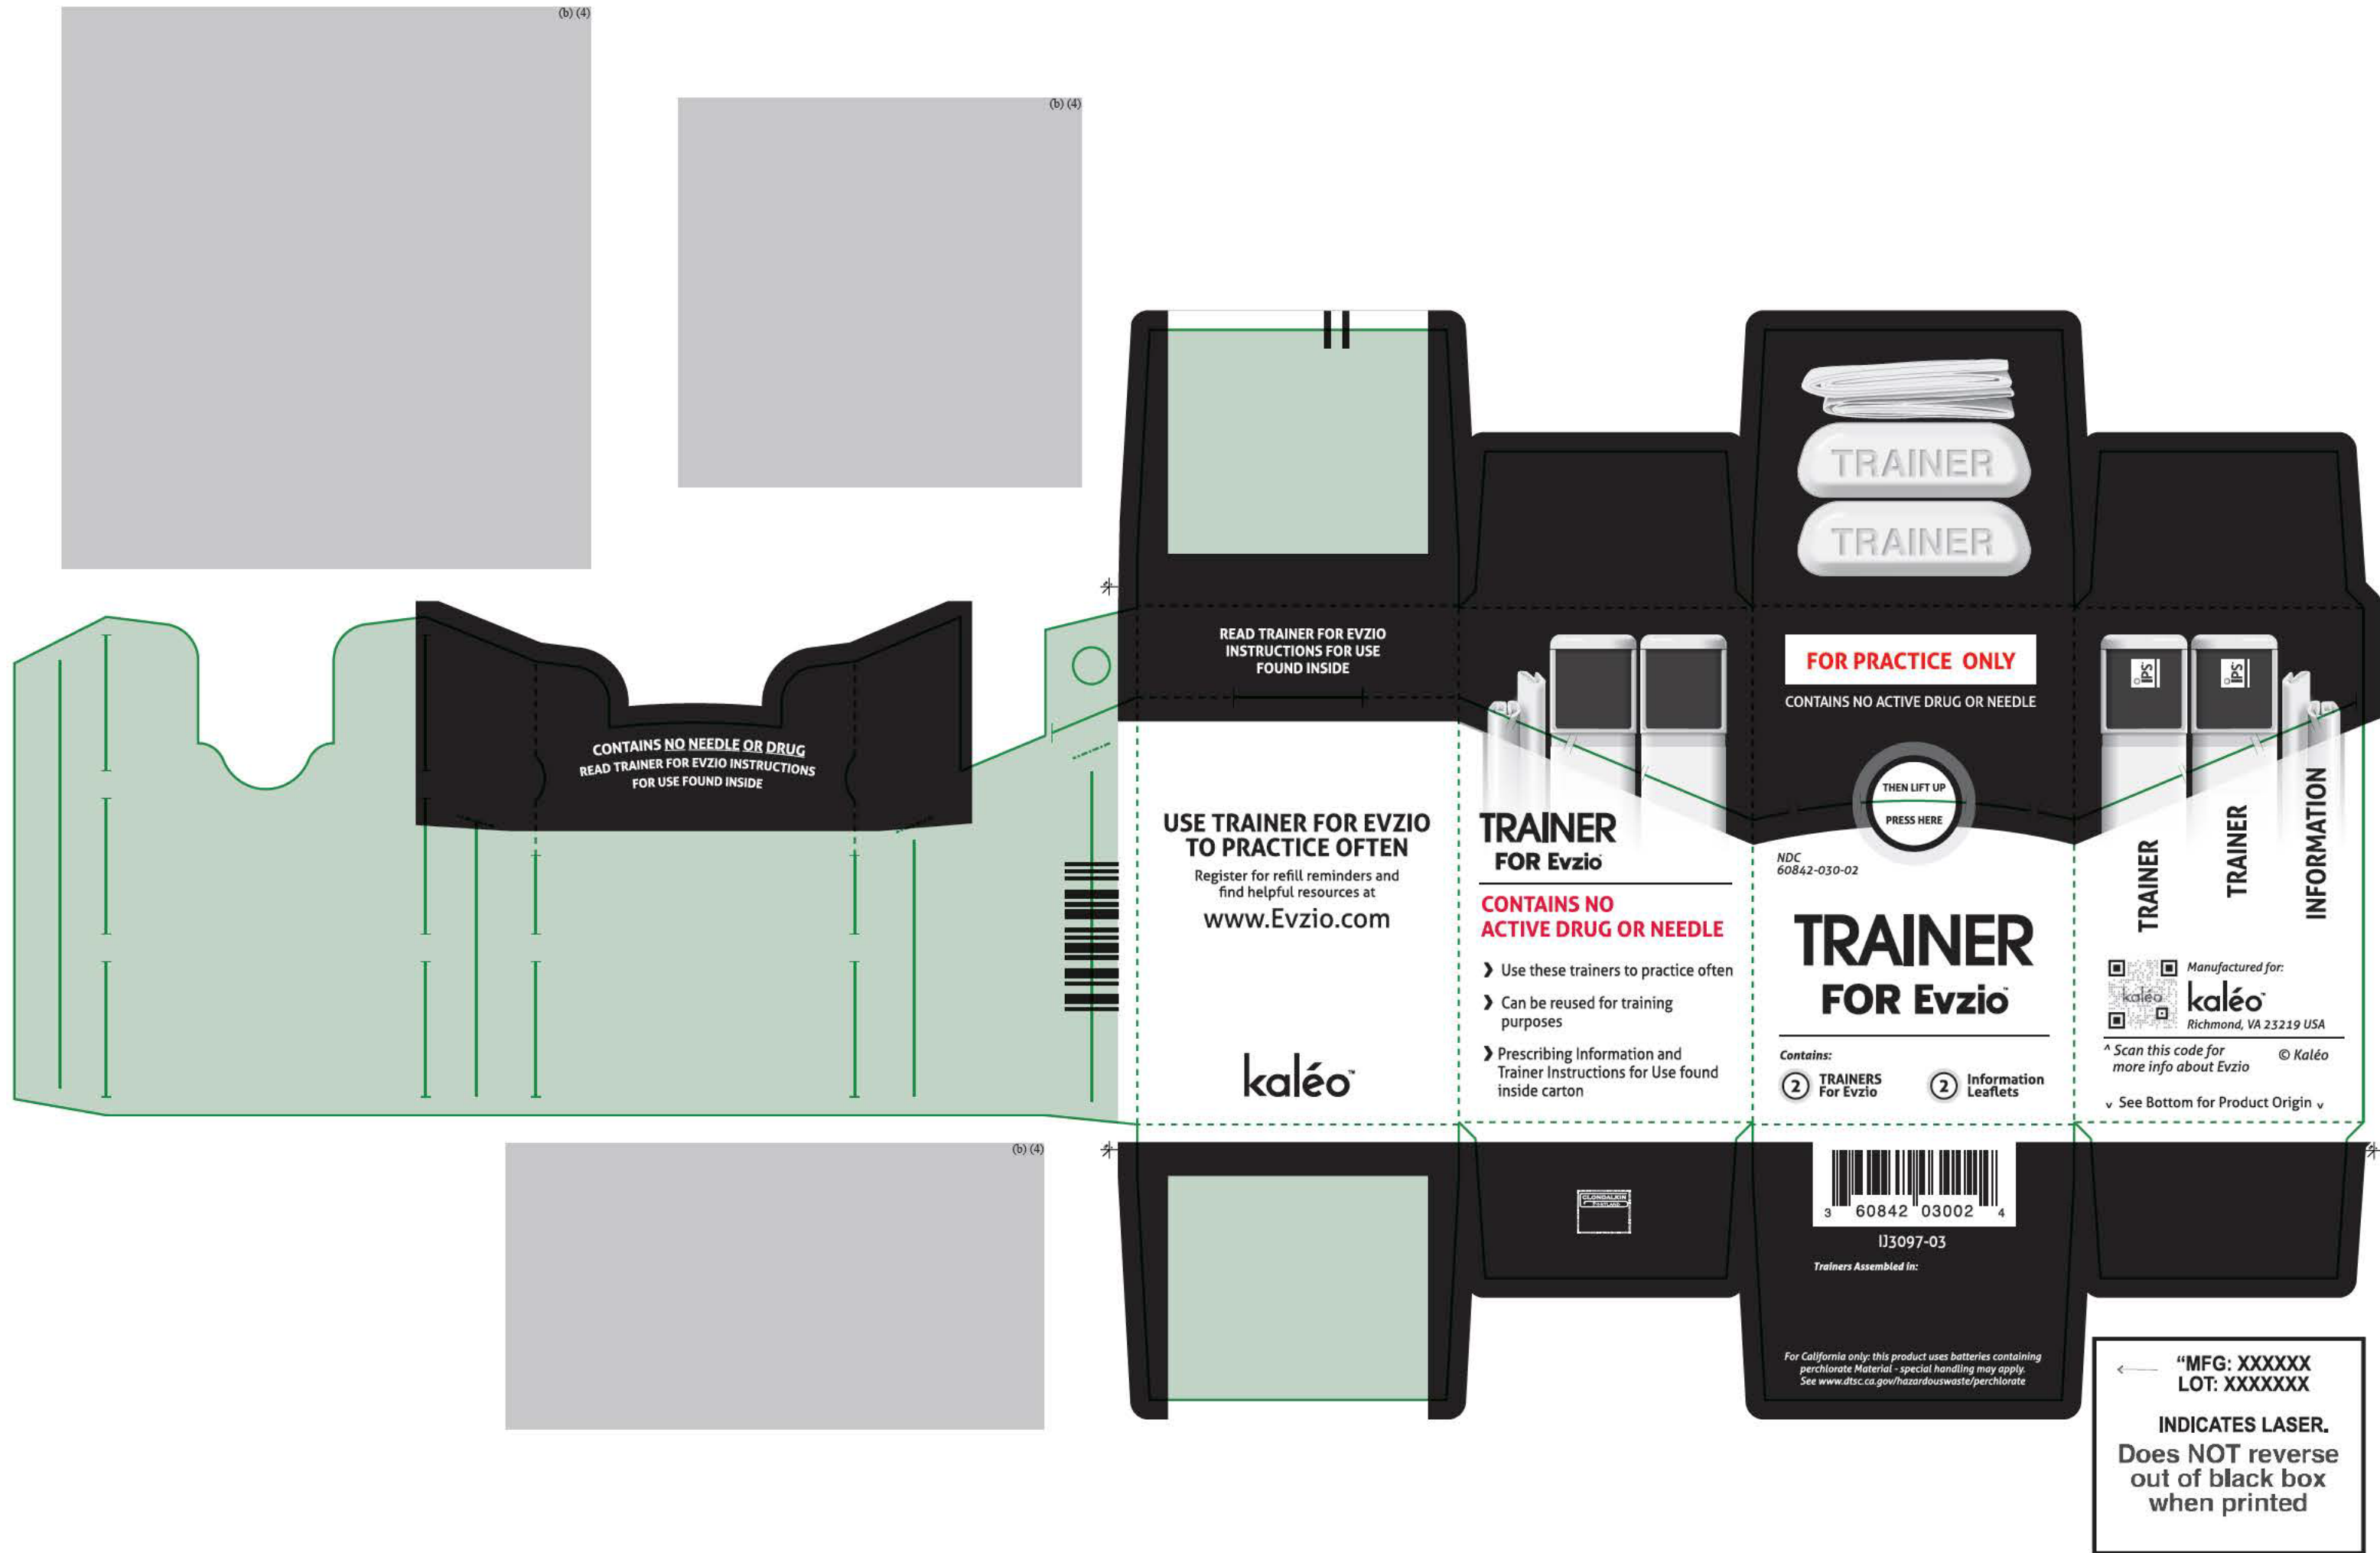 (b) (4)
(b) (4)
TRAINER
TRAINER
READ TRAINER FOR EVZIO
INSTRUCTIONS FOR USE
FOUND INSIDE
FOR PRACTICE ONLY
CONTAINS NO ACTIVE DRUG OR NEEDLE
iPS
iPS
CONTAINS NO NEEDLE OR DRUG
READ TRAINER FOR EVZIO INSTRUCTIONS
FOR USE FOUND INSIDE
THEN LIFT UP
PRESS HERE
USE TRAINER FOR EVZIO
TO PRACTICE OFTEN
Register for refill reminders and
find helpful resources at
www.Evzio.com
kaléo™
TRAINER
FOR Evzio
CONTAINS NO
ACTIVE DRUG OR NEEDLE
❯ Use these trainers to practice often
❯ Can be reused for training
purposes
❯ Prescribing Information and
Trainer Instructions for Use found
inside carton
NDC
60842-030-02
TRAINER
FOR Evzio™
Contains:
2 TRAINERS
For Evzio
2 Information
Leaflets
TRAINER
TRAINER
INFORMATION
kaléo
Manufactured for:
kaléo™
Richmond, VA 23219 USA
^ Scan this code for
more info about Evzio
© Kaléo
v See Bottom for Product Origin v
(b) (4)
CLONDALKIN
3 60842 03002 4
IJ3097-03
Trainers Assembled in:
For California only: this product uses batteries containing
perchlorate Material - special handling may apply.
See www.dtsc.ca.gov/hazardouswaste/perchlorate
“MFG: XXXXXX
LOT: XXXXXXX
INDICATES LASER.
Does NOT reverse
out of black box
when printed